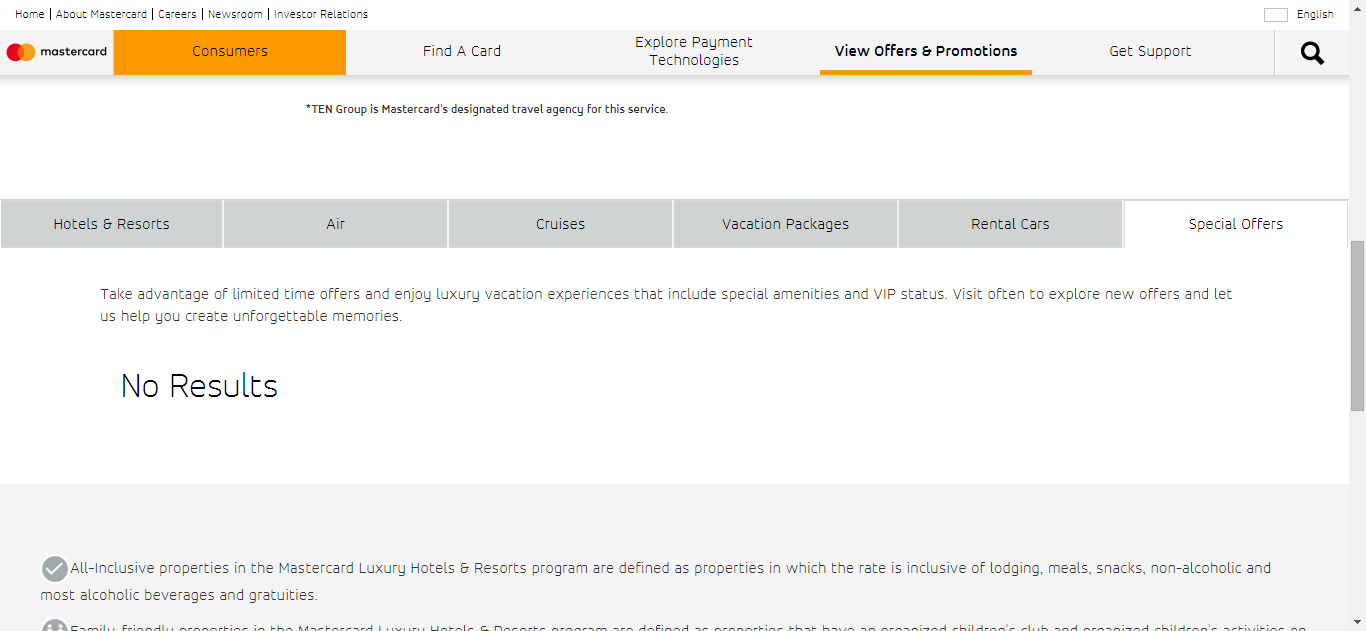 Home | About Mastercard | Careers | Newsroom | Investor Relations
English
mastercard
Consumers
Find A Card
Explore Payment
Technologies
View Offers & Promotions
Get Support
*TEN Group is Mastercard's designated travel agency for this service.
Hotels & Resorts
Air
Cruises
Vacation Packages
Rental Cars
Special Offers
Take advantage of limited time offers and enjoy luxury vacation experiences that include special amenities and VIP status. Visit often to explore new offers and let
us help you create unforgettable memories.
No Results
All-Inclusive properties in the Mastercard Luxury Hotels & Resorts program are defined as properties in which the rate is inclusive of lodging, meals, snacks, non-alcoholic and
most alcoholic beverages and gratuities.
Family-friendly properties in the Mastercard Luxury Hotels & Resorts program are defined as properties that have an organized children's club and organized children's activities on